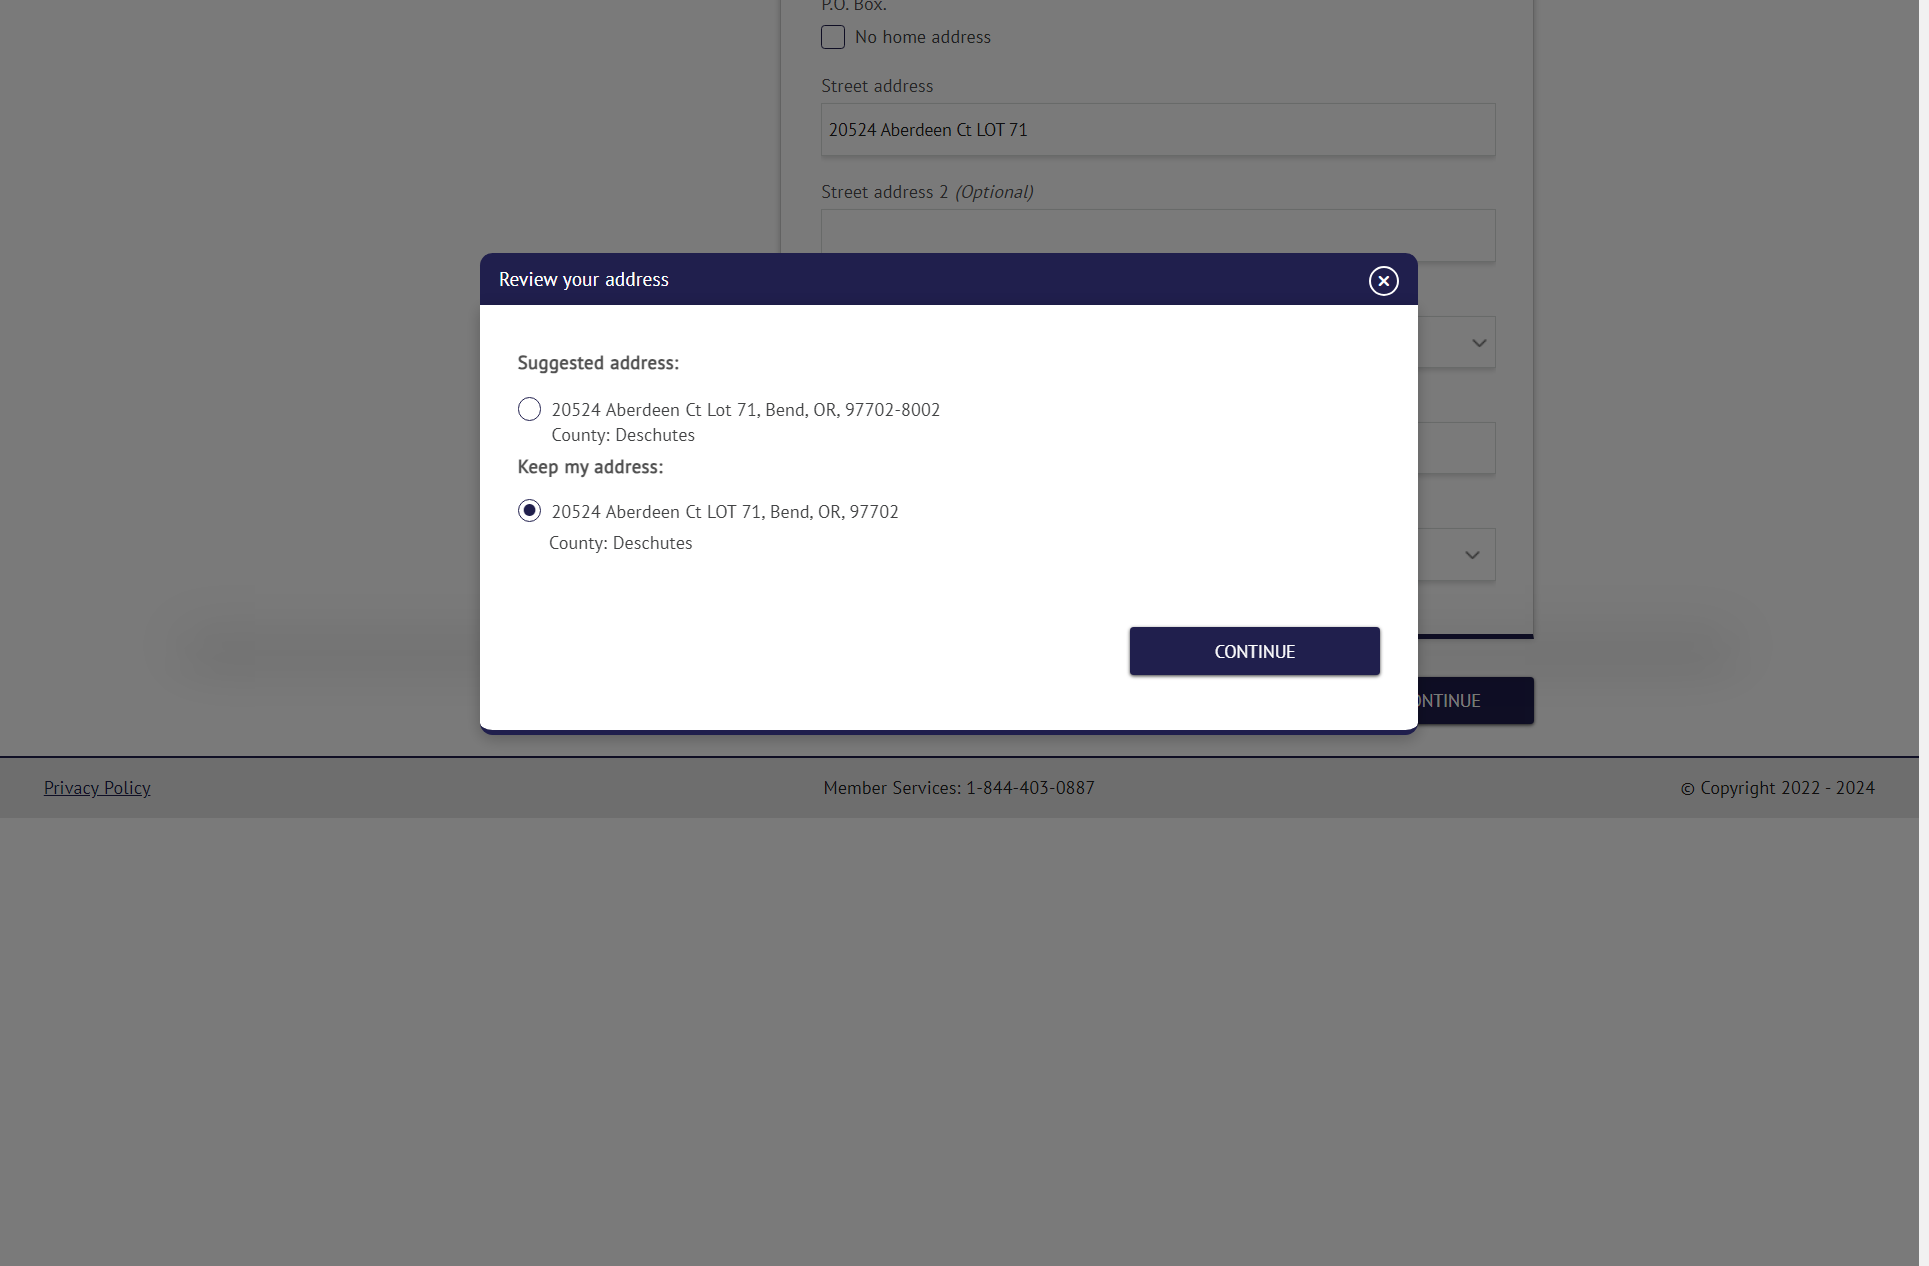 P.O. Box.
No home address
Street address
20524 Aberdeen Ct LOT 71
Street address 2 (Optional)
Review your address
Suggested address:
20524 Aberdeen Ct Lot 71, Bend, OR, 97702-8002
County: Deschutes
Keep my address:
20524 Aberdeen Ct LOT 71, Bend, OR, 97702
County: Deschutes
CONTINUE
ONTINUE
Privacy Policy
Member Services: 1-844-403-0887
© Copyright 2022 - 2024